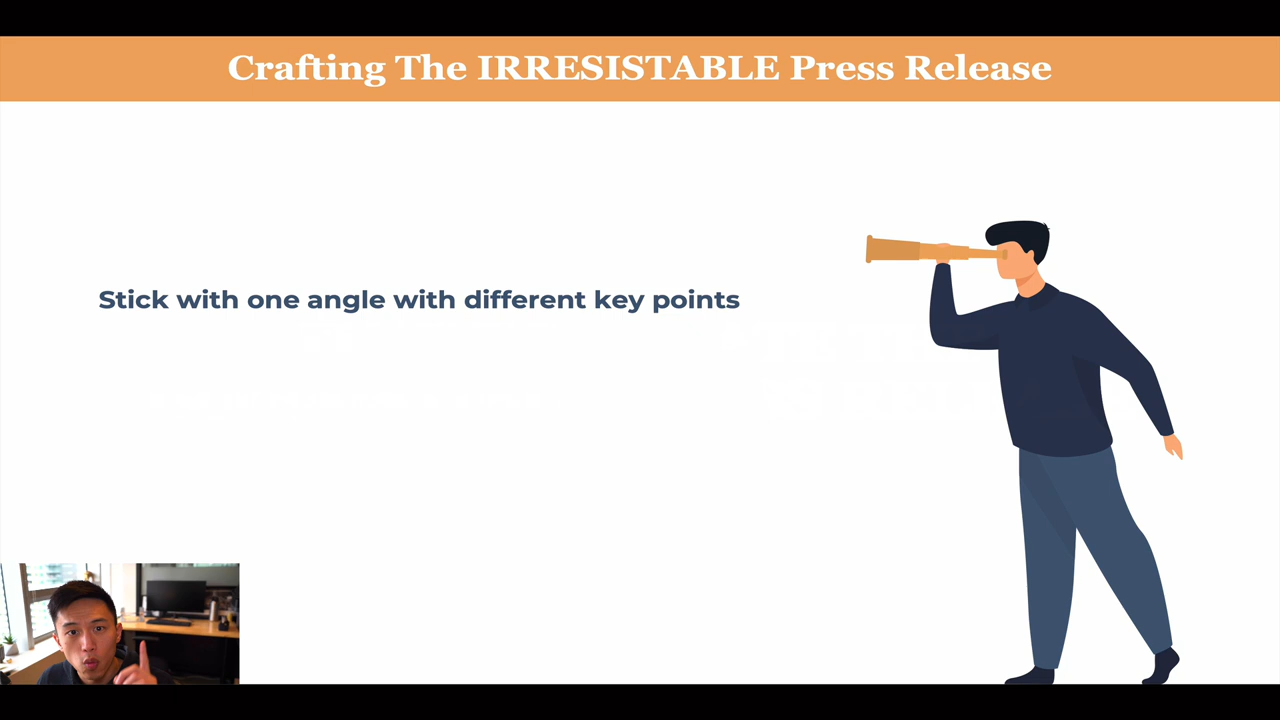 Crafting The IRRESISTABLE Press Release
Stick with one angle with different key points